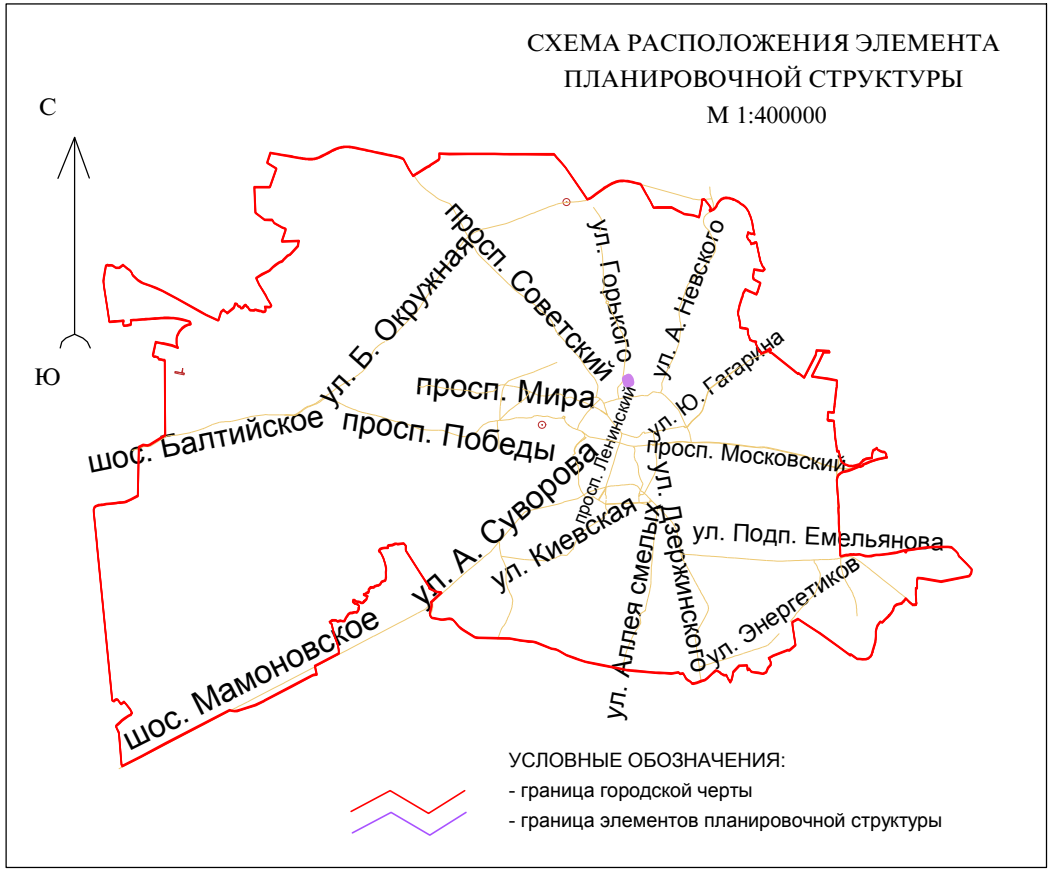 СХЕМА РАСПОЛОЖЕНИЯ ЭЛЕМЕНТА
ПЛАНИРОВОЧНОЙ СТРУКТУРЫ
М 1:400000
С
Ю
просп. Советский
ул. Горького
ул. А. Невского
ул. Б. Окружная
ул. Ю. Гагарина
просп. Мира
просп. Ленинский
шос. Балтийское
просп. Победы
просп. Московский
ул. А. Суворова
ул. Киевская
ул. Дзержинского
ул. Аллея смелых
ул. Подп. Емельянова
ул. Энергетиков
шос. Мамоновское
УСЛОВНЫЕ ОБОЗНАЧЕНИЯ:
- граница городской черты
- граница элементов планировочной структуры